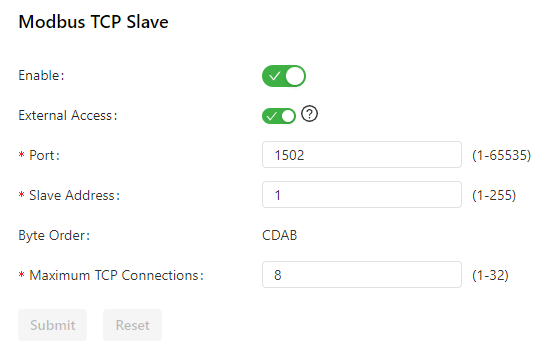 Modbus TCP Slave
Enable:
External Access: ?
* Port: 1502 (1-65535)
* Slave Address: 1 (1-255)
Byte Order: CDAB
* Maximum TCP Connections: 8 (1-32)
Submit Reset